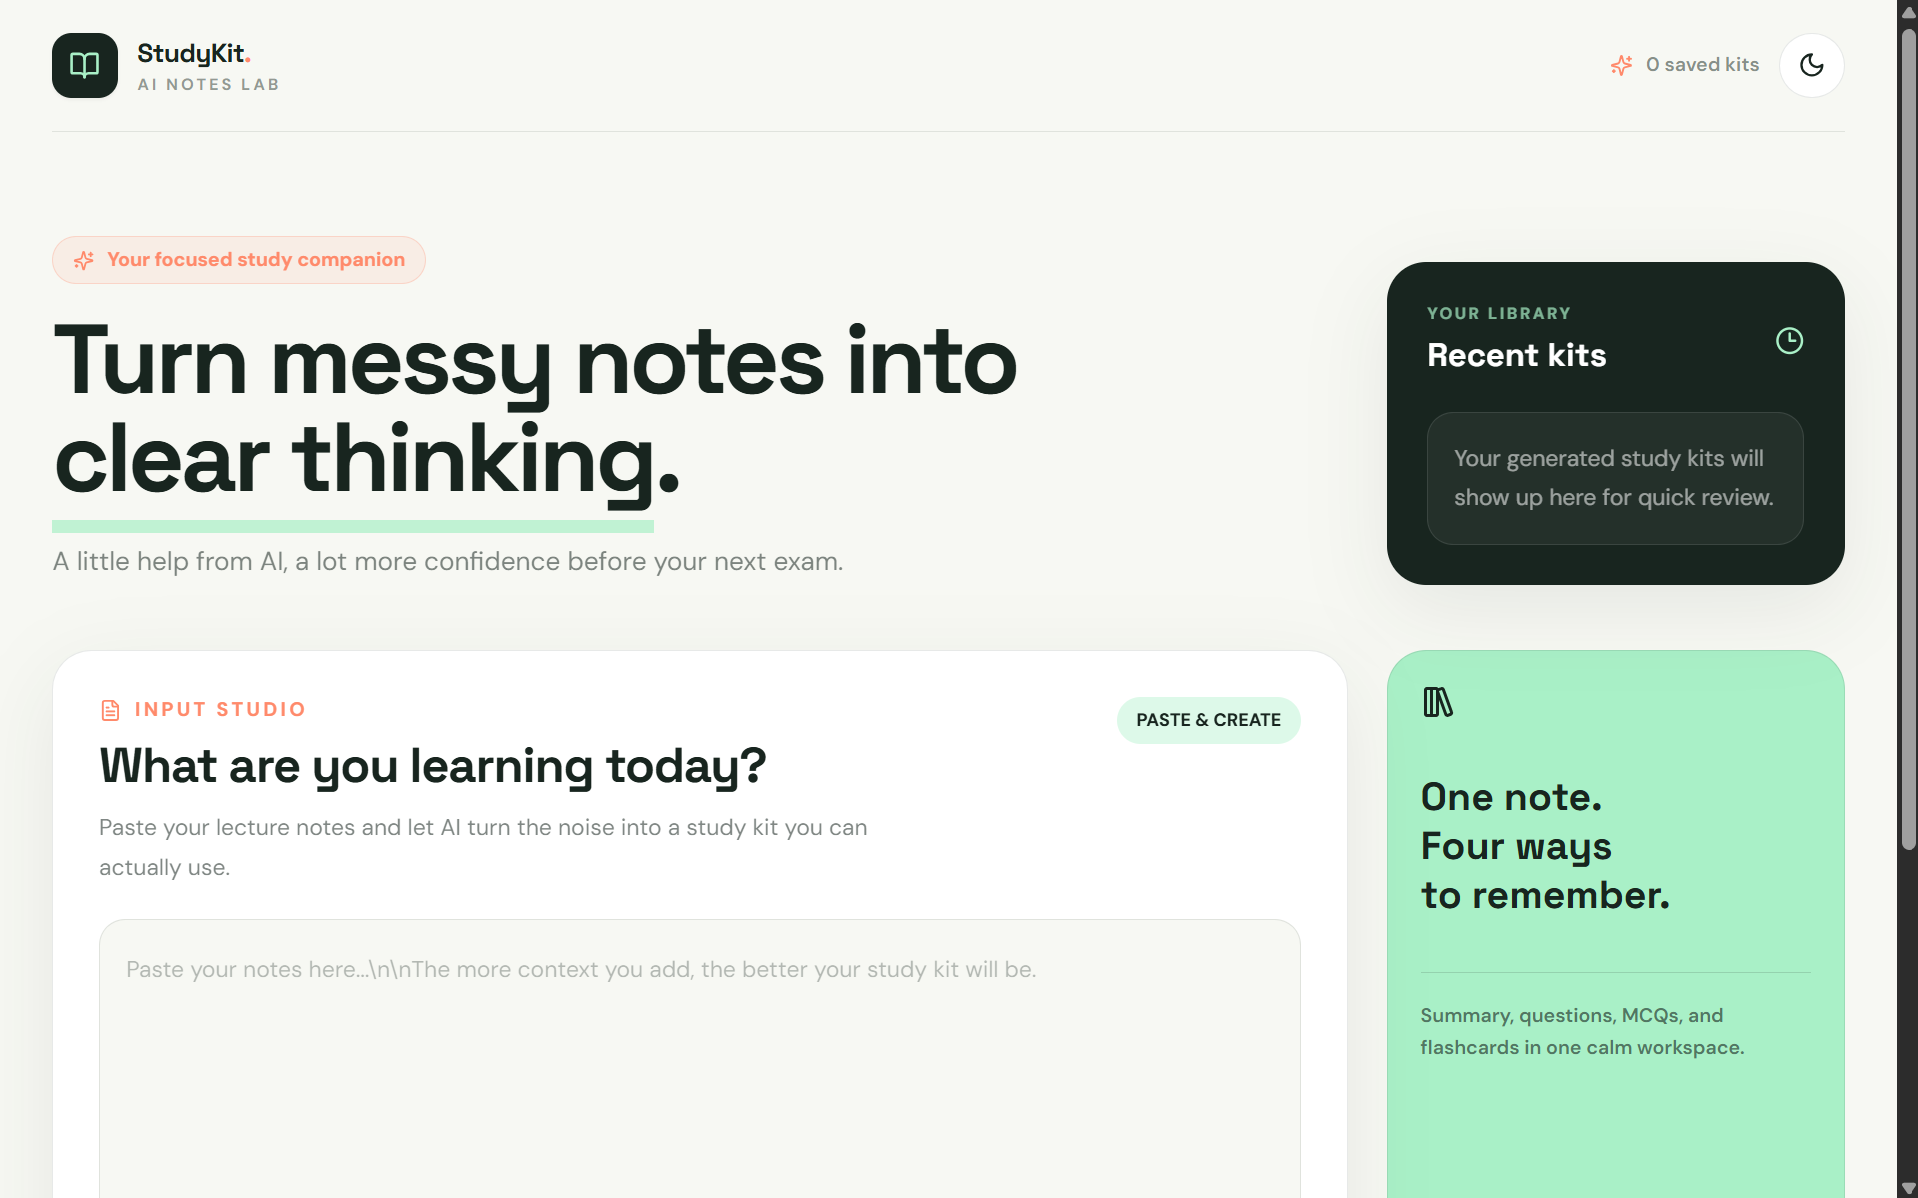 StudyKit.
AI NOTES LAB
0 saved kits
Your focused study companion
Turn messy notes into
clear thinking.
A little help from AI, a lot more confidence before your next exam.
YOUR LIBRARY
Recent kits
Your generated study kits will
show up here for quick review.
INPUT STUDIO
PASTE & CREATE
What are you learning today?
Paste your lecture notes and let AI turn the noise into a study kit you can
actually use.
Paste your notes here...\n\nThe more context you add, the better your study kit will be.
One note.
Four ways
to remember.
Summary, questions, MCQs, and
flashcards in one calm workspace.